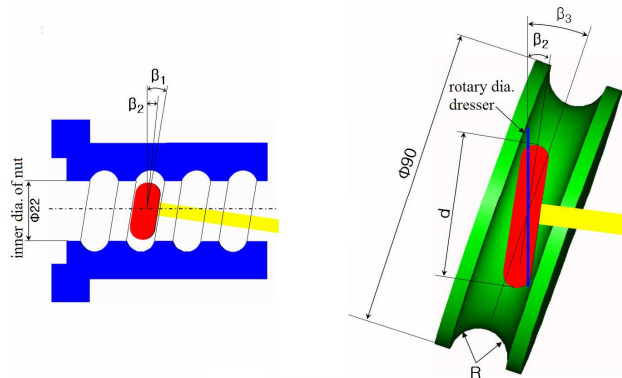 β1
β2
inner dia. of nut
Φ22
β3
β2
rotary dia.
dresser
Φ90
d
R